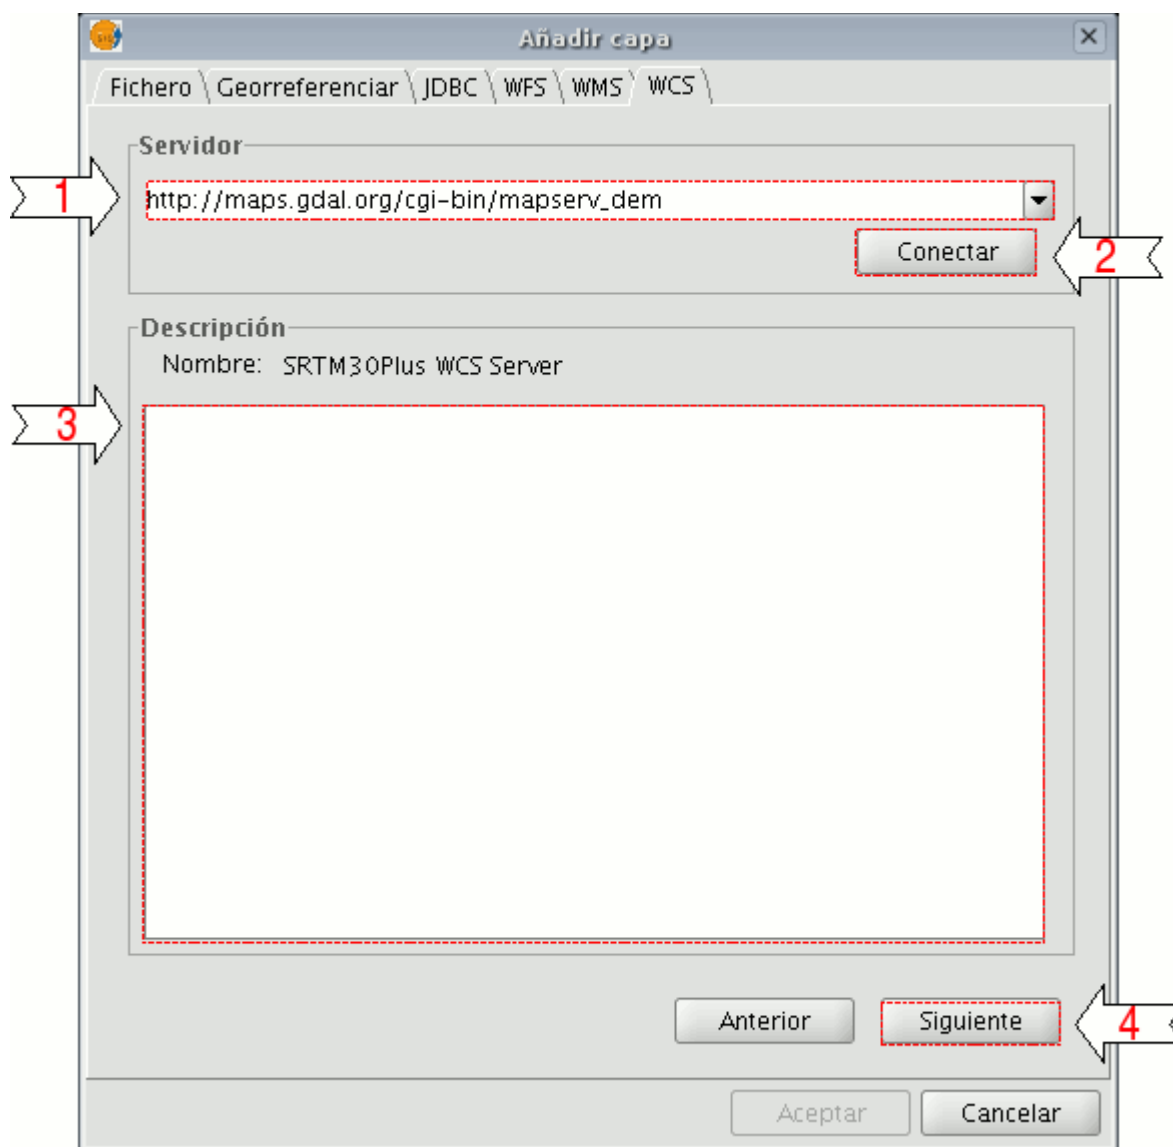 Añadir capa
Fichero Georreferenciar JDBC WFS WMS WCS
Servidor
1
http://maps.gdal.org/cgi-bin/mapserv_dem
Conectar
2
Descripción
Nombre: SRTM30Plus WCS Server
3
Anterior Siguiente
4
Aceptar Cancelar